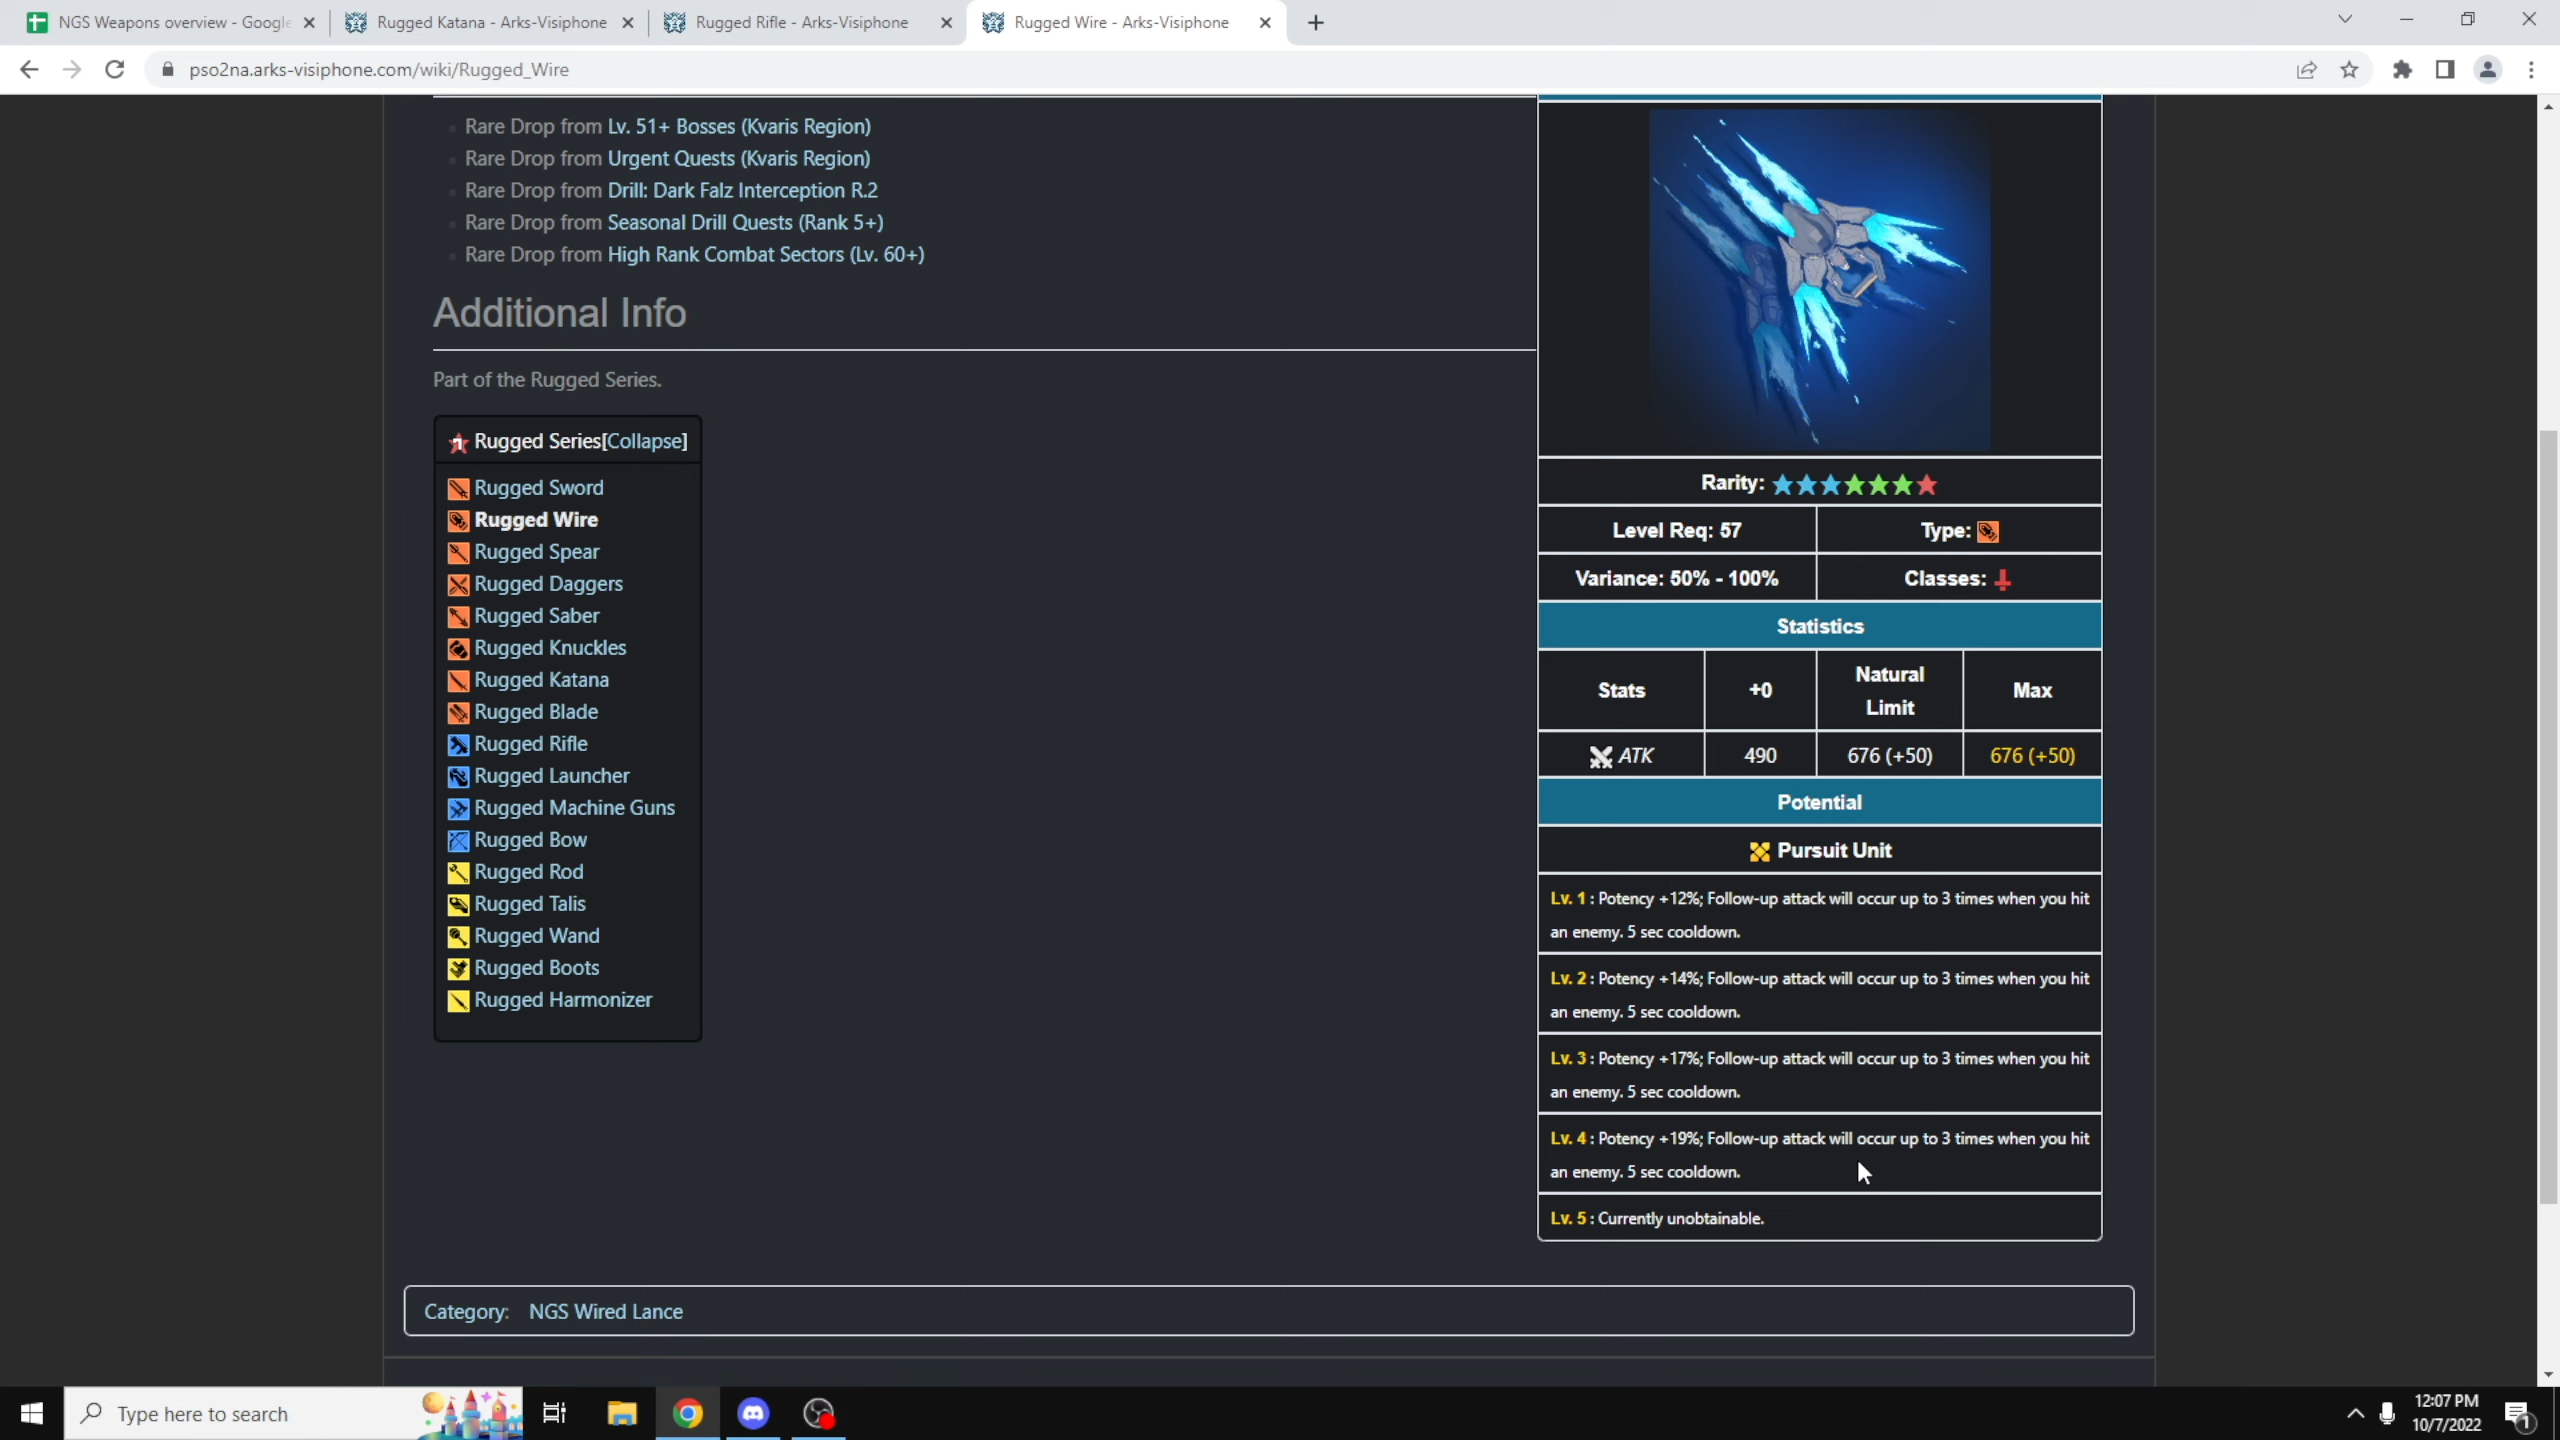 NGS Weapons overview - Google
Rugged Katana - Arks-Visiphone
Rugged Rifle - Arks-Visiphone
Rugged Wire - Arks-Visiphone
pso2na.arks-visiphone.com/wiki/Rugged_Wire
Rare Drop from Lv. 51+ Bosses (Kvaris Region)
Rare Drop from Urgent Quests (Kvaris Region)
Rare Drop from Drill: Dark Falz Interception R.2
Rare Drop from Seasonal Drill Quests (Rank 5+)
Rare Drop from High Rank Combat Sectors (Lv. 60+)
Additional Info
Part of the Rugged Series.
7 Rugged Series[Collapse]
Rugged Sword
Rugged Wire
Rugged Spear
Rugged Daggers
Rugged Saber
Rugged Knuckles
Rugged Katana
Rugged Blade
Rugged Rifle
Rugged Launcher
Rugged Machine Guns
Rugged Bow
Rugged Rod
Rugged Talis
Rugged Wand
Rugged Boots
Rugged Harmonizer
Rarity:
Level Req: 57 Type:
Variance: 50% - 100% Classes:
Statistics
Stats +0 Natural Limit Max
ATK 490 676 (+50) 676 (+50)
Potential
Pursuit Unit
Lv. 1 : Potency +12%; Follow-up attack will occur up to 3 times when you hit
an enemy. 5 sec cooldown.
Lv. 2 : Potency +14%; Follow-up attack will occur up to 3 times when you hit
an enemy. 5 sec cooldown.
Lv. 3 : Potency +17%; Follow-up attack will occur up to 3 times when you hit
an enemy. 5 sec cooldown.
Lv. 4 : Potency +19%; Follow-up attack will occur up to 3 times when you hit
an enemy. 5 sec cooldown.
Lv. 5 : Currently unobtainable.
Category: NGS Wired Lance
Type here to search
12:07 PM
10/7/2022
1